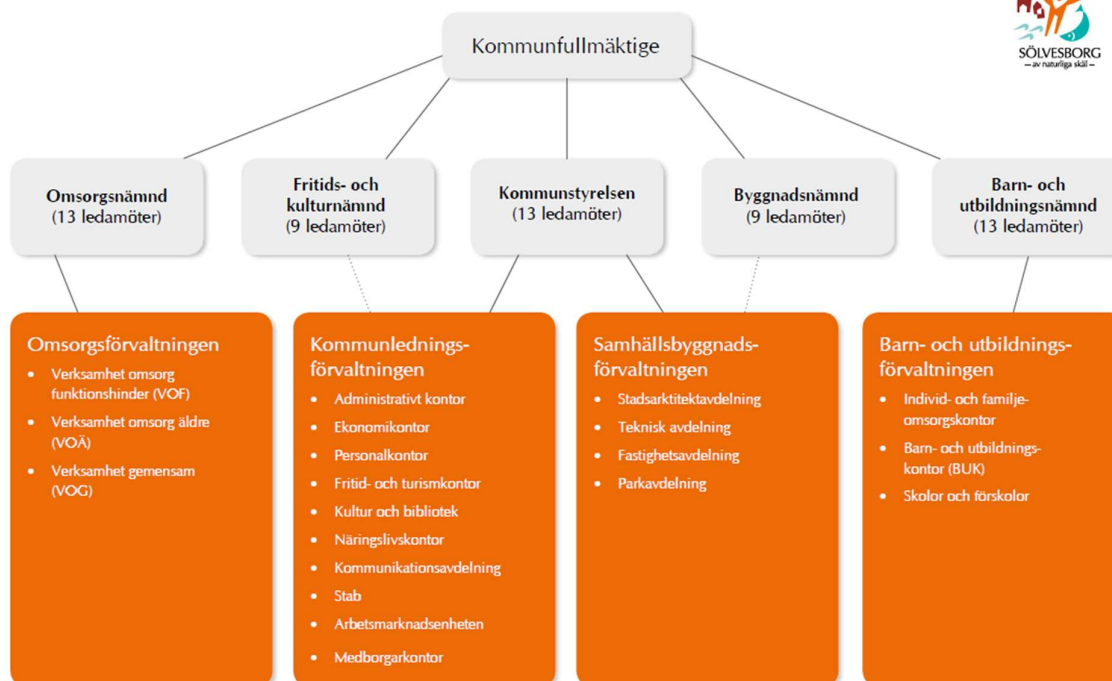 Kommunfullmäktige
SÖLVESBORG
– av naturliga skäl –
Omsorgsnämnd
(13 ledamöter)
Fritids- och
kulturnämnd
(9 ledamöter)
Kommunstyrelsen
(13 ledamöter)
Byggnadsnämnd
(9 ledamöter)
Barn- och
utbildningsnämnd
(13 ledamöter)
Omsorgsförvaltningen
• Verksamhet omsorg
funktionshinder (VOF)
• Verksamhet omsorg äldre
(VOÄ)
• Verksamhet gemensam
(VOG)
Kommunlednings-
förvaltningen
• Administrativt kontor
• Ekonomikontor
• Personalkontor
• Fritid- och turismkontor
• Kultur och bibliotek
• Näringslivskontor
• Kommunikationsavdelning
• Stab
• Arbetsmarknadsenheten
• Medborgarkontor
Samhällsbyggnads-
förvaltningen
• Stadsarktitektavdelning
• Teknisk avdelning
• Fastighetsavdelning
• Parkavdelning
Barn- och utbildnings-
förvaltningen
• Individ- och familje-
omsorgskontor
• Barn- och utbildnings-
kontor (BUK)
• Skolor och förskolor